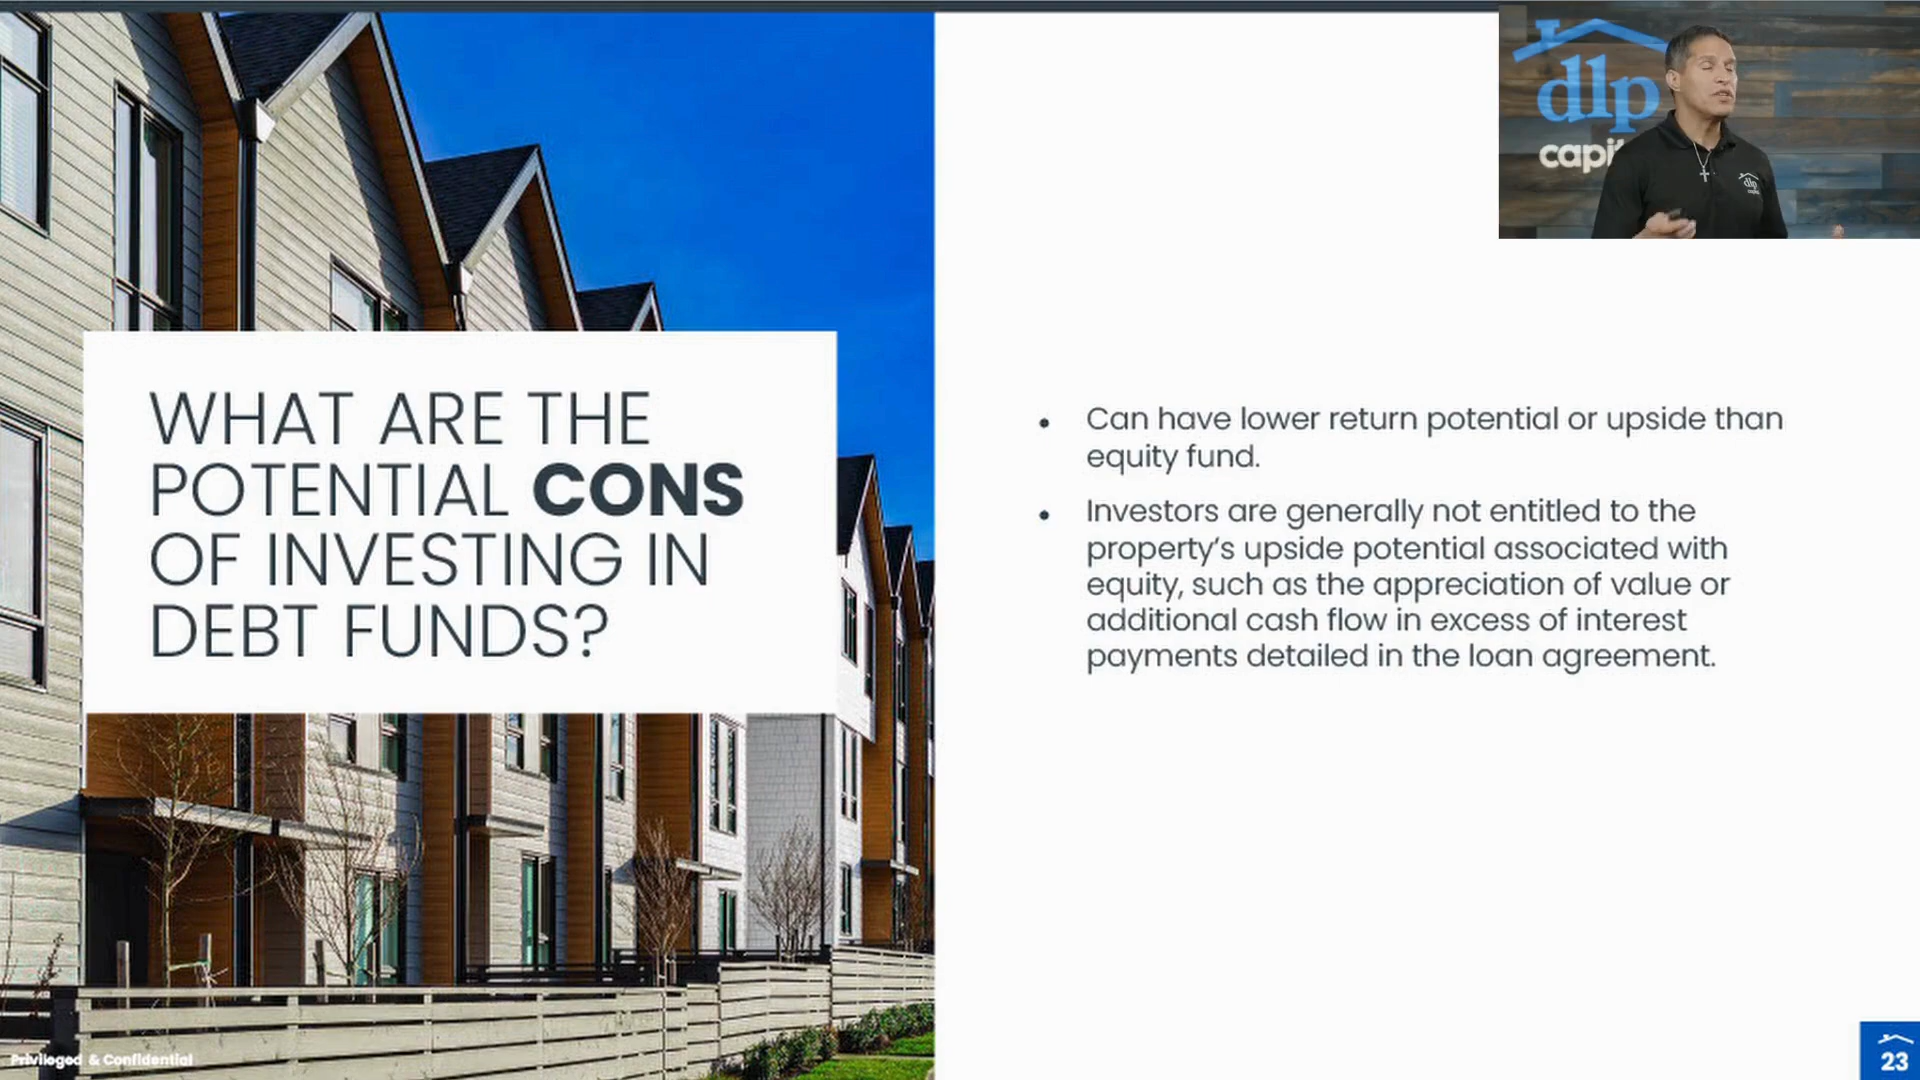 dlp
capit
dlp
WHAT ARE THE
POTENTIAL CONS
OF INVESTING IN
DEBT FUNDS?
• Can have lower return potential or upside than
equity fund.
• Investors are generally not entitled to the
property's upside potential associated with
equity, such as the appreciation of value or
additional cash flow in excess of interest
payments detailed in the loan agreement.
Privileged & Confidential
23